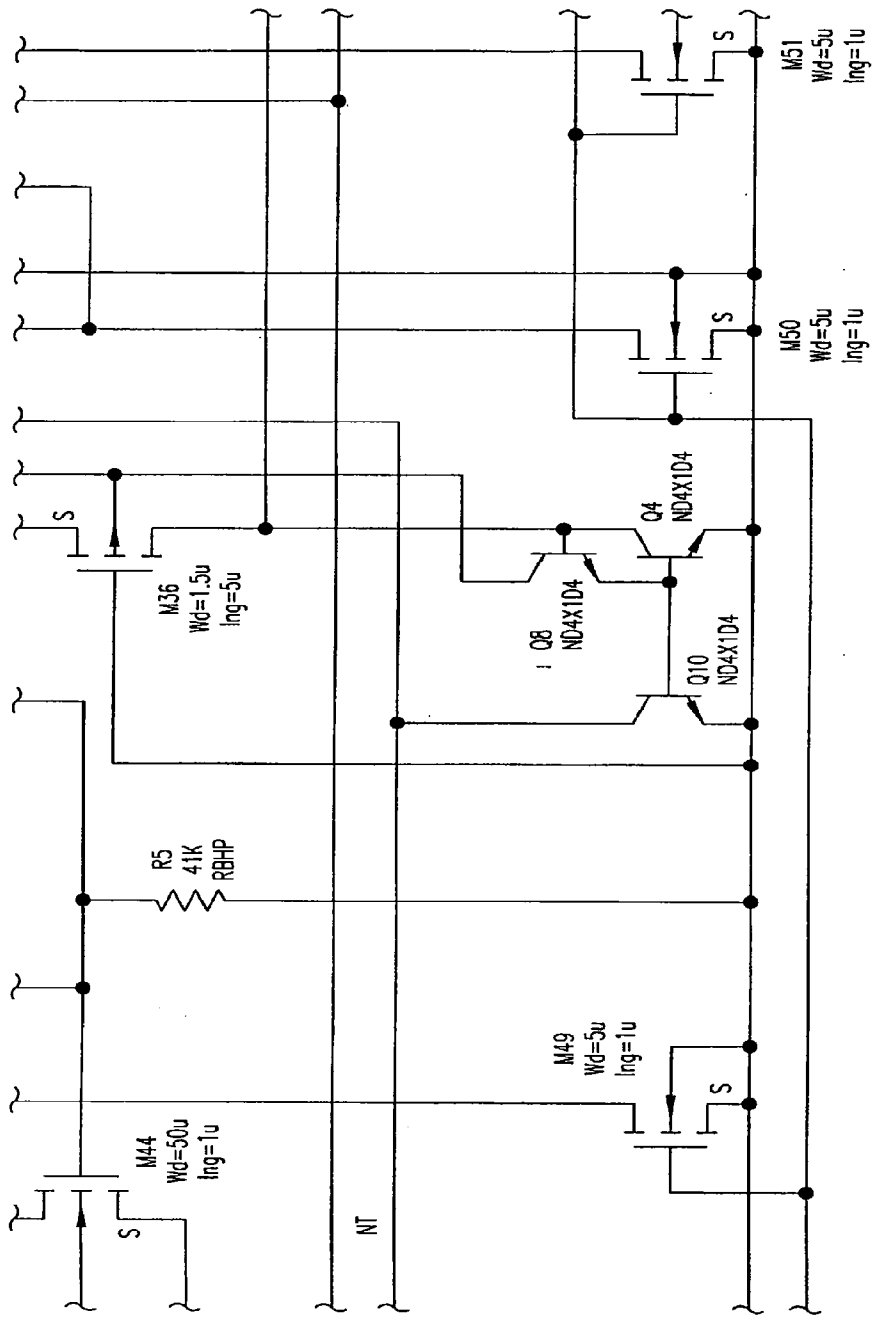 M44
Wd=50u
lng=1u
S
NT
M49
Wd=5u
lng=1u
S
R5
41K
RBHP
M36
Wd=1.5u
lng=5u
S
Q8
ND4X1D4
Q10
ND4X1D4
Q4
ND4X1D4
M50
Wd=5u
lng=1u
S
M51
Wd=5u
lng=1u
S